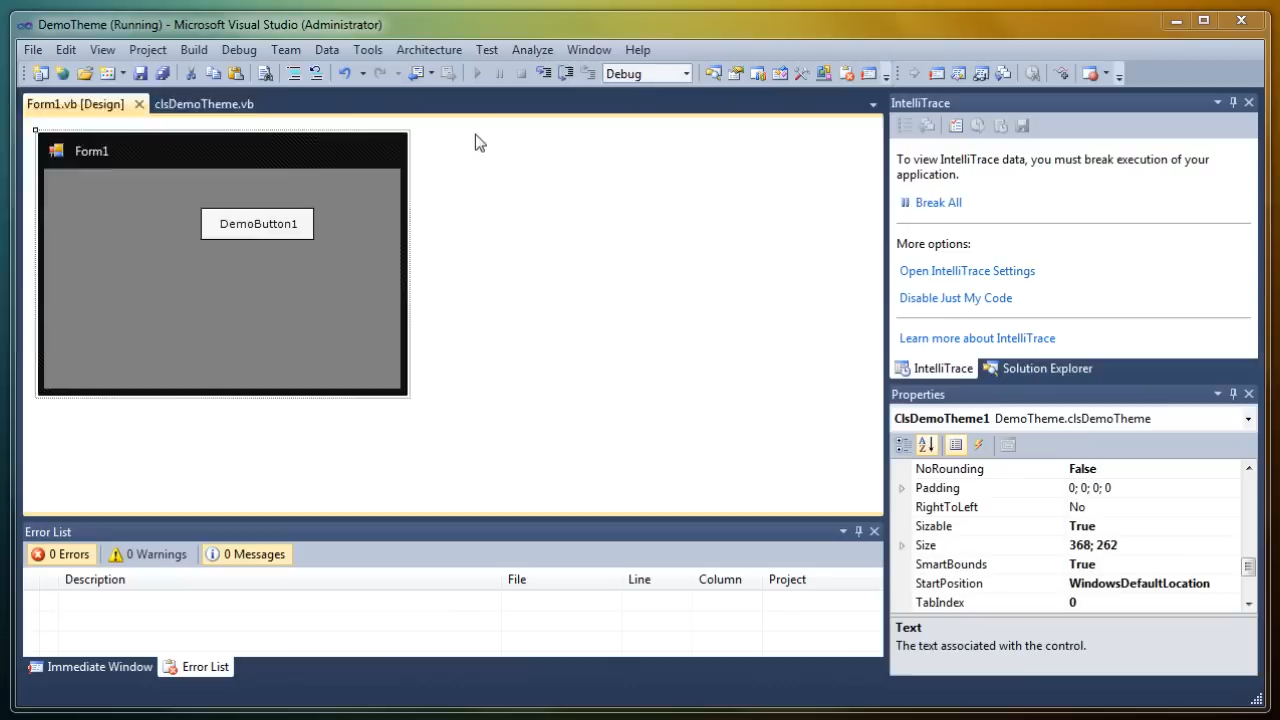 DemoTheme (Running) - Microsoft Visual Studio (Administrator)
File Edit View Project Build Debug Team Data Tools Architecture Test Analyze Window Help
Debug
Form1.vb [Design] clsDemoTheme.vb
Form1
DemoButton1
IntelliTrace
To view IntelliTrace data, you must break execution of your
application.
Break All
More options:
Open IntelliTrace Settings
Disable Just My Code
Learn more about IntelliTrace
IntelliTrace Solution Explorer
Properties
ClsDemoTheme1 DemoTheme.clsDemoTheme
NoRounding False
Padding 0; 0; 0; 0
RightToLeft No
Sizable True
Size 368; 262
SmartBounds True
StartPosition WindowsDefaultLocation
TabIndex 0
Text
The text associated with the control.
Error List
0 Errors 0 Warnings 0 Messages
Description File Line Column Project
Immediate Window Error List